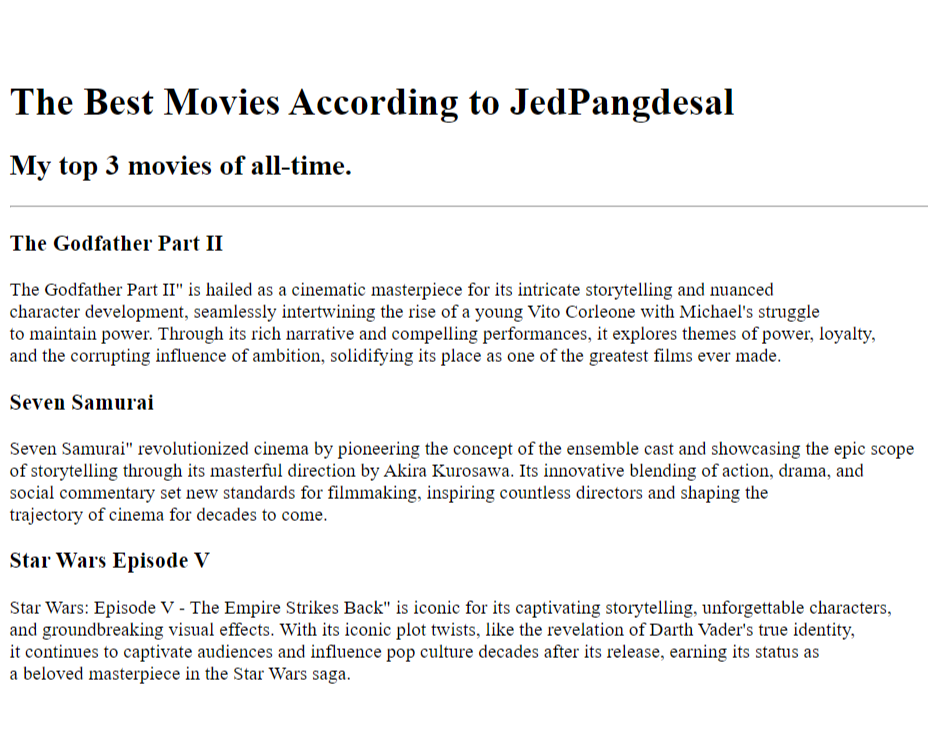 The Best Movies According to JedPangdesal
My top 3 movies of all-time.
The Godfather Part II
The Godfather Part II" is hailed as a cinematic masterpiece for its intricate storytelling and nuanced
character development, seamlessly intertwining the rise of a young Vito Corleone with Michael's struggle
to maintain power. Through its rich narrative and compelling performances, it explores themes of power, loyalty,
and the corrupting influence of ambition, solidifying its place as one of the greatest films ever made.
Seven Samurai
Seven Samurai" revolutionized cinema by pioneering the concept of the ensemble cast and showcasing the epic scope
of storytelling through its masterful direction by Akira Kurosawa. Its innovative blending of action, drama, and
social commentary set new standards for filmmaking, inspiring countless directors and shaping the
trajectory of cinema for decades to come.
Star Wars Episode V
Star Wars: Episode V - The Empire Strikes Back" is iconic for its captivating storytelling, unforgettable characters,
and groundbreaking visual effects. With its iconic plot twists, like the revelation of Darth Vader's true identity,
it continues to captivate audiences and influence pop culture decades after its release, earning its status as
a beloved masterpiece in the Star Wars saga.